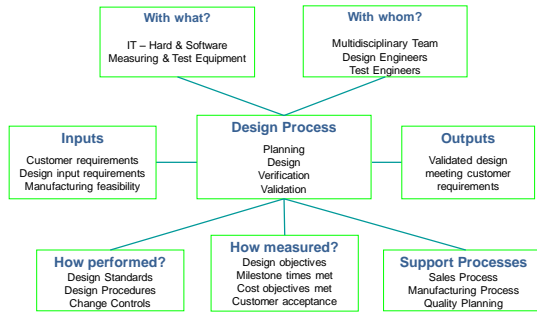 With what?
IT – Hard & Software
Measuring & Test Equipment
With whom?
Multidisciplinary Team
Design Engineers
Test Engineers
Inputs
Customer requirements
Design input requirements
Manufacturing feasibility
Design Process
Planning
Design
Verification
Validation
Outputs
Validated design
meeting customer
requirements
How performed?
Design Standards
Design Procedures
Change Controls
How measured?
Design objectives
Milestone times met
Cost objectives met
Customer acceptance
Support Processes
Sales Process
Manufacturing Process
Quality Planning